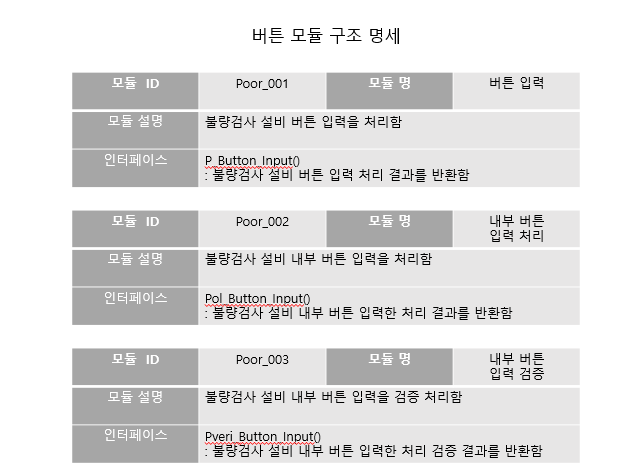 버튼 모듈 구조 명세
모듈 ID Poor_001 모듈 명 버튼 입력
모듈 설명 불량검사 설비 버튼 입력을 처리함
인터페이스 P_Button_Input()
: 불량검사 설비 버튼 입력 처리 결과를 반환함
모듈 ID Poor_002 모듈 명 내부 버튼
입력 처리
모듈 설명 불량검사 설비 내부 버튼 입력을 처리함
인터페이스 Pol_Button_Input()
: 불량검사 설비 내부 버튼 입력한 처리 결과를 반환함
모듈 ID Poor_003 모듈 명 내부 버튼
입력 검증
모듈 설명 불량검사 설비 내부 버튼 입력을 검증 처리함
인터페이스 Pveri_Button_Input()
: 불량검사 설비 내부 버튼 입력한 처리 검증 결과를 반환함